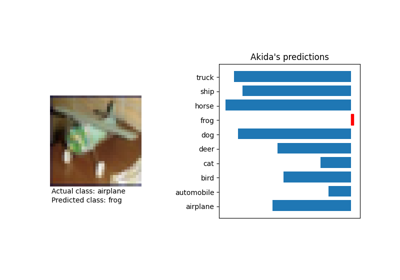 Akida's predictions
truck
ship
horse
frog
dog
deer
cat
bird
automobile
airplane
Actual class: airplane
Predicted class: frog